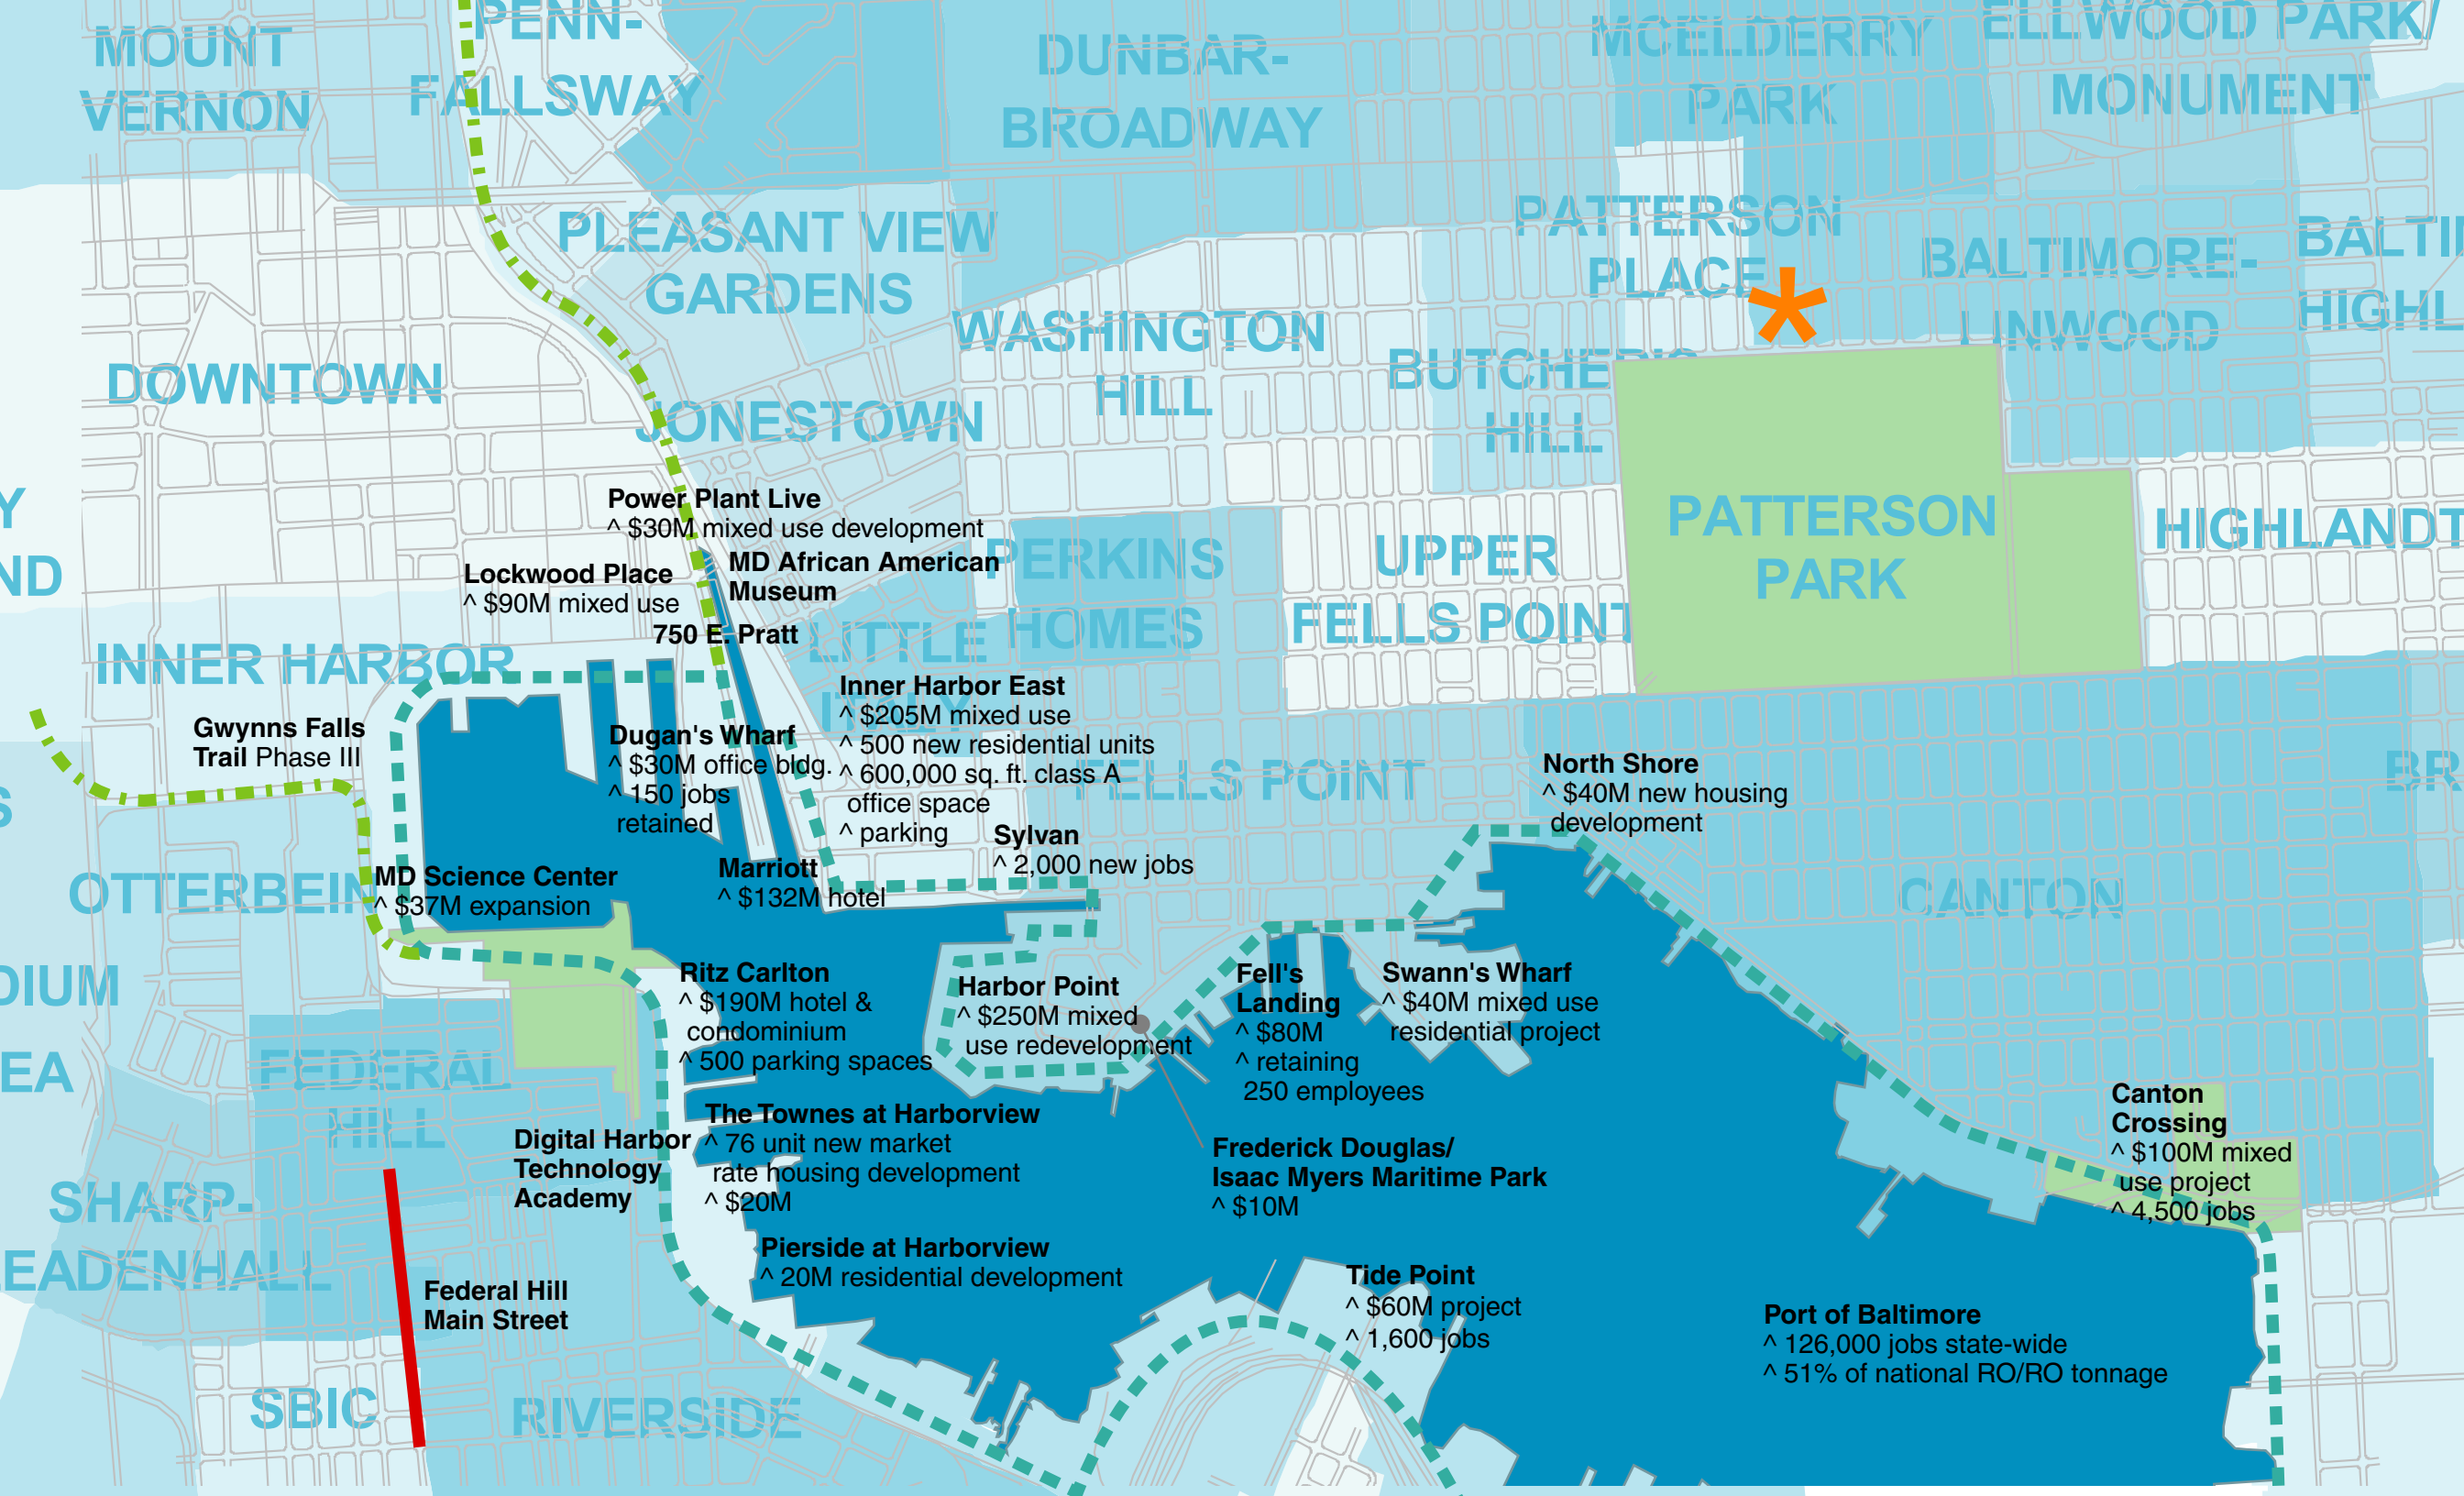 MOUNT
VERNON
PENN-
FALLSWAY
DUNBAR-
BROADWAY
MCELDERRY
PARK
ELLWOOD PARK/
MONUMENT
PLEASANT VIEW
GARDENS
PATTERSON
PLACE
BALTIMORE-
LINWOOD
WASHINGTON
HILL
DOWNTOWN
JONESTOWN
HILL
PATTERSON
PARK
PERKINS
HOMES
UPPER
FELLS POINT
Power Plant Live
^ $30M mixed use development
MD African American
Museum
Lockwood Place
^ $90M mixed use
750 E. Pratt
LITTLE
ITALY
INNER HARBOR
Inner Harbor East
^ $205M mixed use
^ 500 new residential units
^ 600,000 sq. ft. class A
office space
^ parking
Gwynns Falls
Trail Phase III
Dugan's Wharf
^ $30M office bldg.
^ 150 jobs
retained
FELLS POINT
North Shore
^ $40M new housing
development
Sylvan
^ 2,000 new jobs
Marriott
^ $132M hotel
OTTERBEIN
MD Science Center
^ $37M expansion
CANTON
Ritz Carlton
^ $190M hotel &
condominium
^ 500 parking spaces
Harbor Point
^ $250M mixed
use redevelopment
Fell's
Landing
^ $80M
^ retaining
250 employees
Swann's Wharf
^ $40M mixed use
residential project
FEDERAL
HILL
The Townes at Harborview
^ 76 unit new market
rate housing development
^ $20M
Digital Harbor
Technology
Academy
Frederick Douglas/
Isaac Myers Maritime Park
^ $10M
Canton
Crossing
^ $100M mixed
use project
^ 4,500 jobs
SHARP-
EADENHALL
Pierside at Harborview
^ 20M residential development
Federal Hill
Main Street
Tide Point
^ $60M project
^ 1,600 jobs
Port of Baltimore
^ 126,000 jobs state-wide
^ 51% of national RO/RO tonnage
SBIC
RIVERSIDE